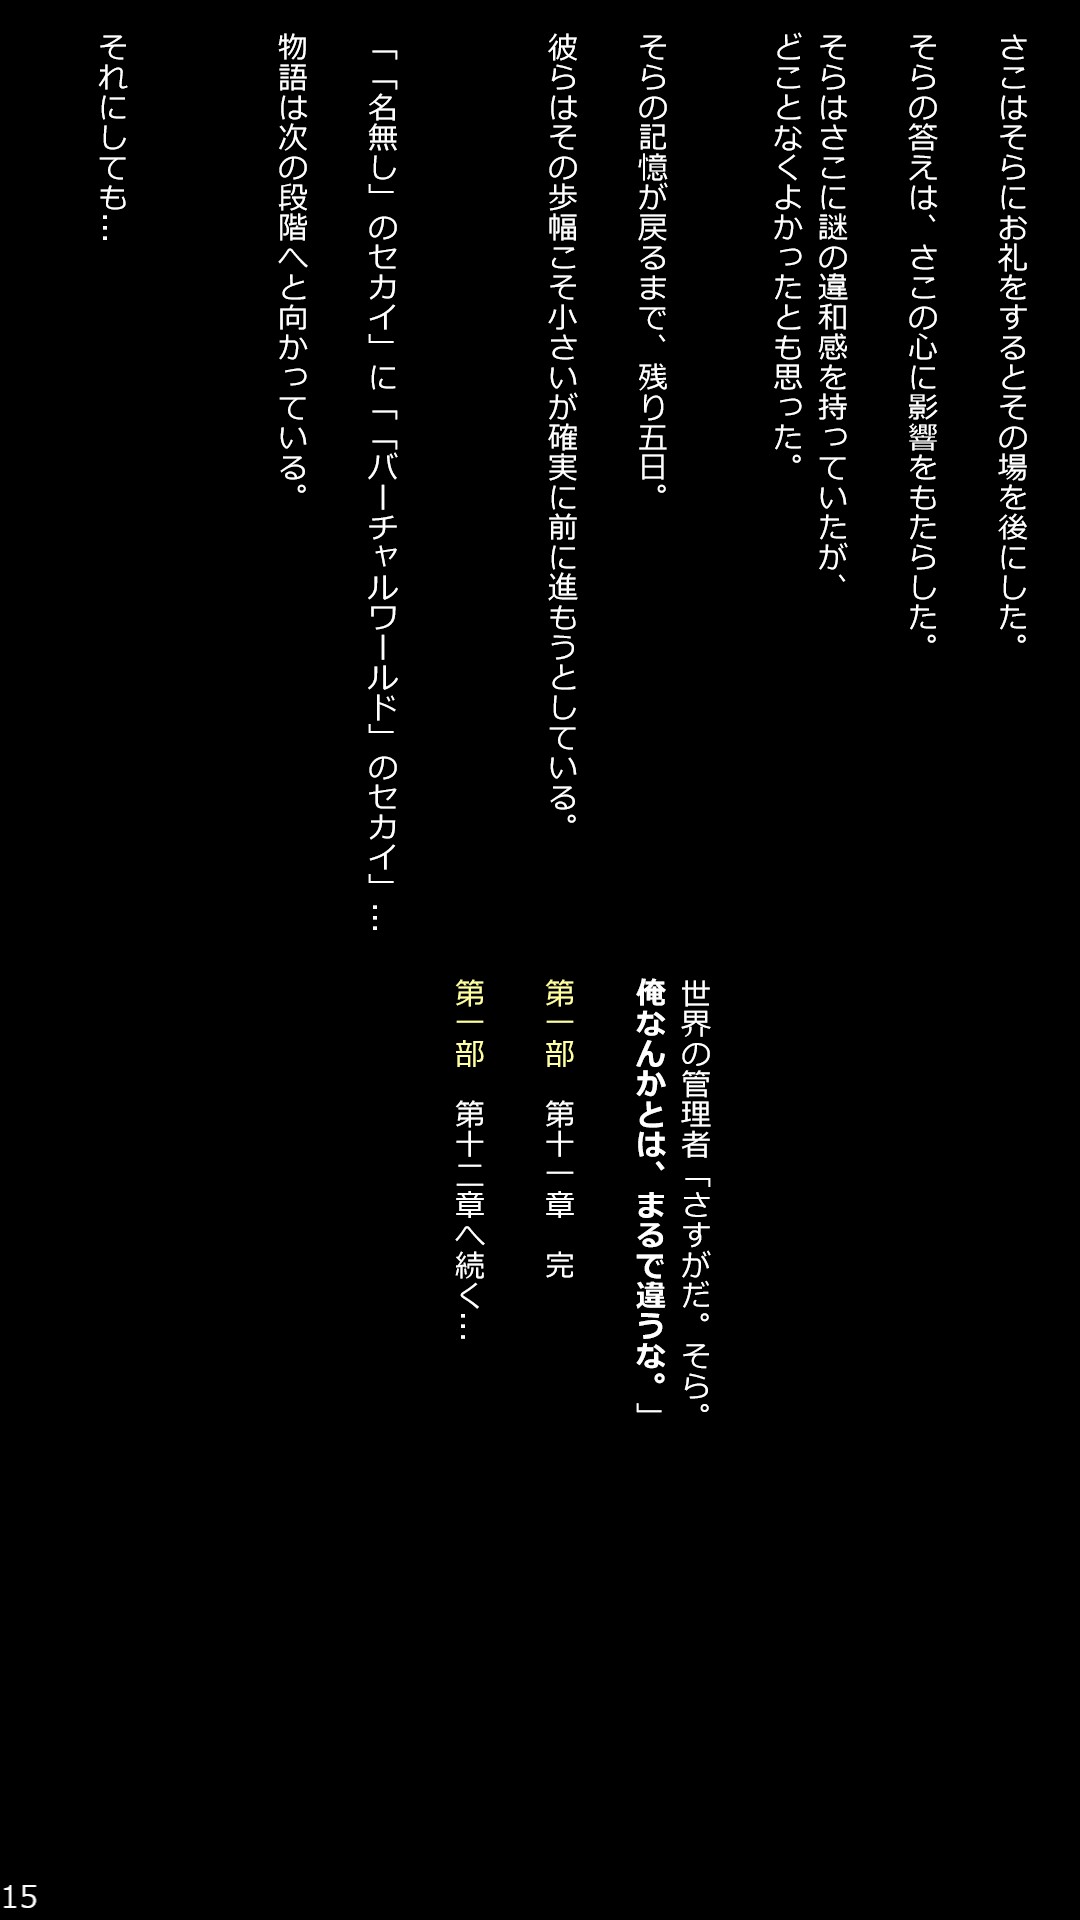 さこはそらにお礼をするとその場を後にした。
そらの答えは、さこの心に影響をもたらした。
そらはさこに謎の違和感を持っていたが、
どことなくよかったとも思った。
そらの記憶が戻るまで、残り五日。
彼らはその歩幅こそ小さいが確実に前に進もうとしている。
「「名無し」のセカイ」に「「バーチャルワールド」のセカイ」…
物語は次の段階へと向かっている。
それにしても…
世界の管理者「さすがだ。そら。
俺なんかとは、まるで違うな。」
第一部　第十一章　完
第一部　第十二章へ続く…
15